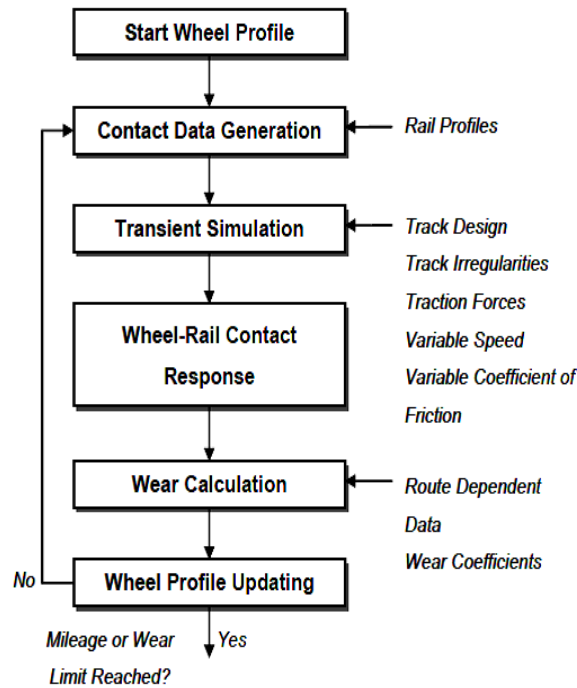 Start Wheel Profile
Contact Data Generation
Rail Profiles
Transient Simulation
Track Design
Track Irregularities
Traction Forces
Variable Speed
Variable Coefficient of
Friction
Wheel-Rail Contact
Response
Wear Calculation
Route Dependent
Data
Wear Coefficients
No
Wheel Profile Updating
Mileage or Wear
Limit Reached?
Yes